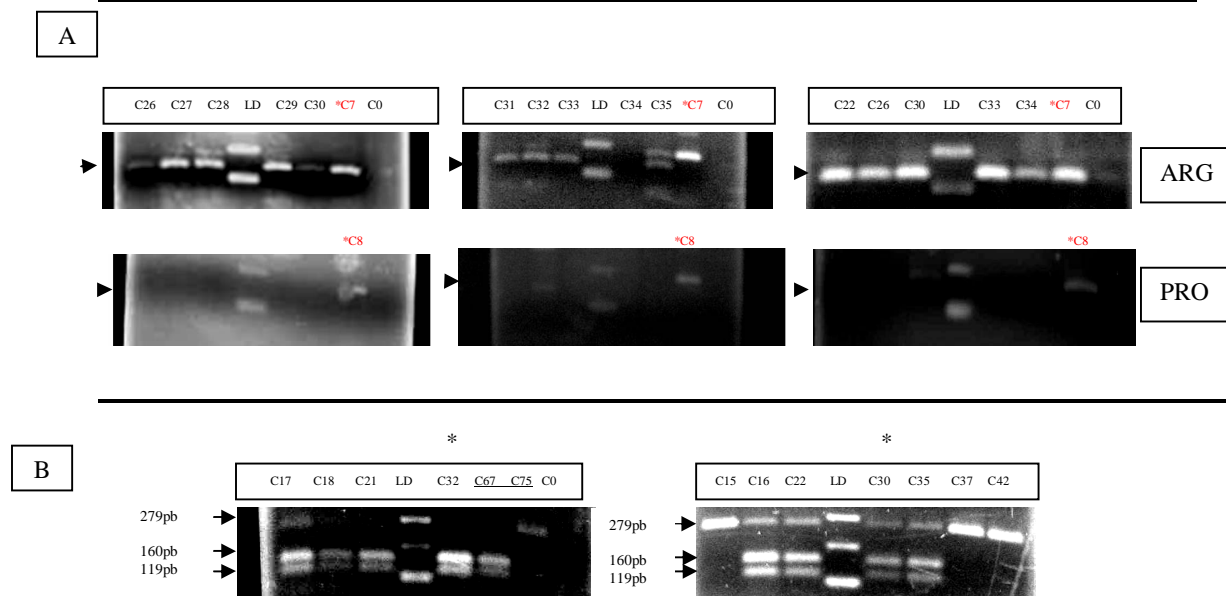 A
C26 C27 C28 LD C29 C30 *C7 C0
C31 C32 C33 LD C34 C35 *C7 C0
C22 C26 C30 LD C33 C34 *C7 C0
ARG
*C8
*C8
*C8
PRO
B
*
*
C17 C18 C21 LD C32 C67 C75 C0
C15 C16 C22 LD C30 C35 C37 C42
279pb
160pb
119pb
279pb
160pb
119pb